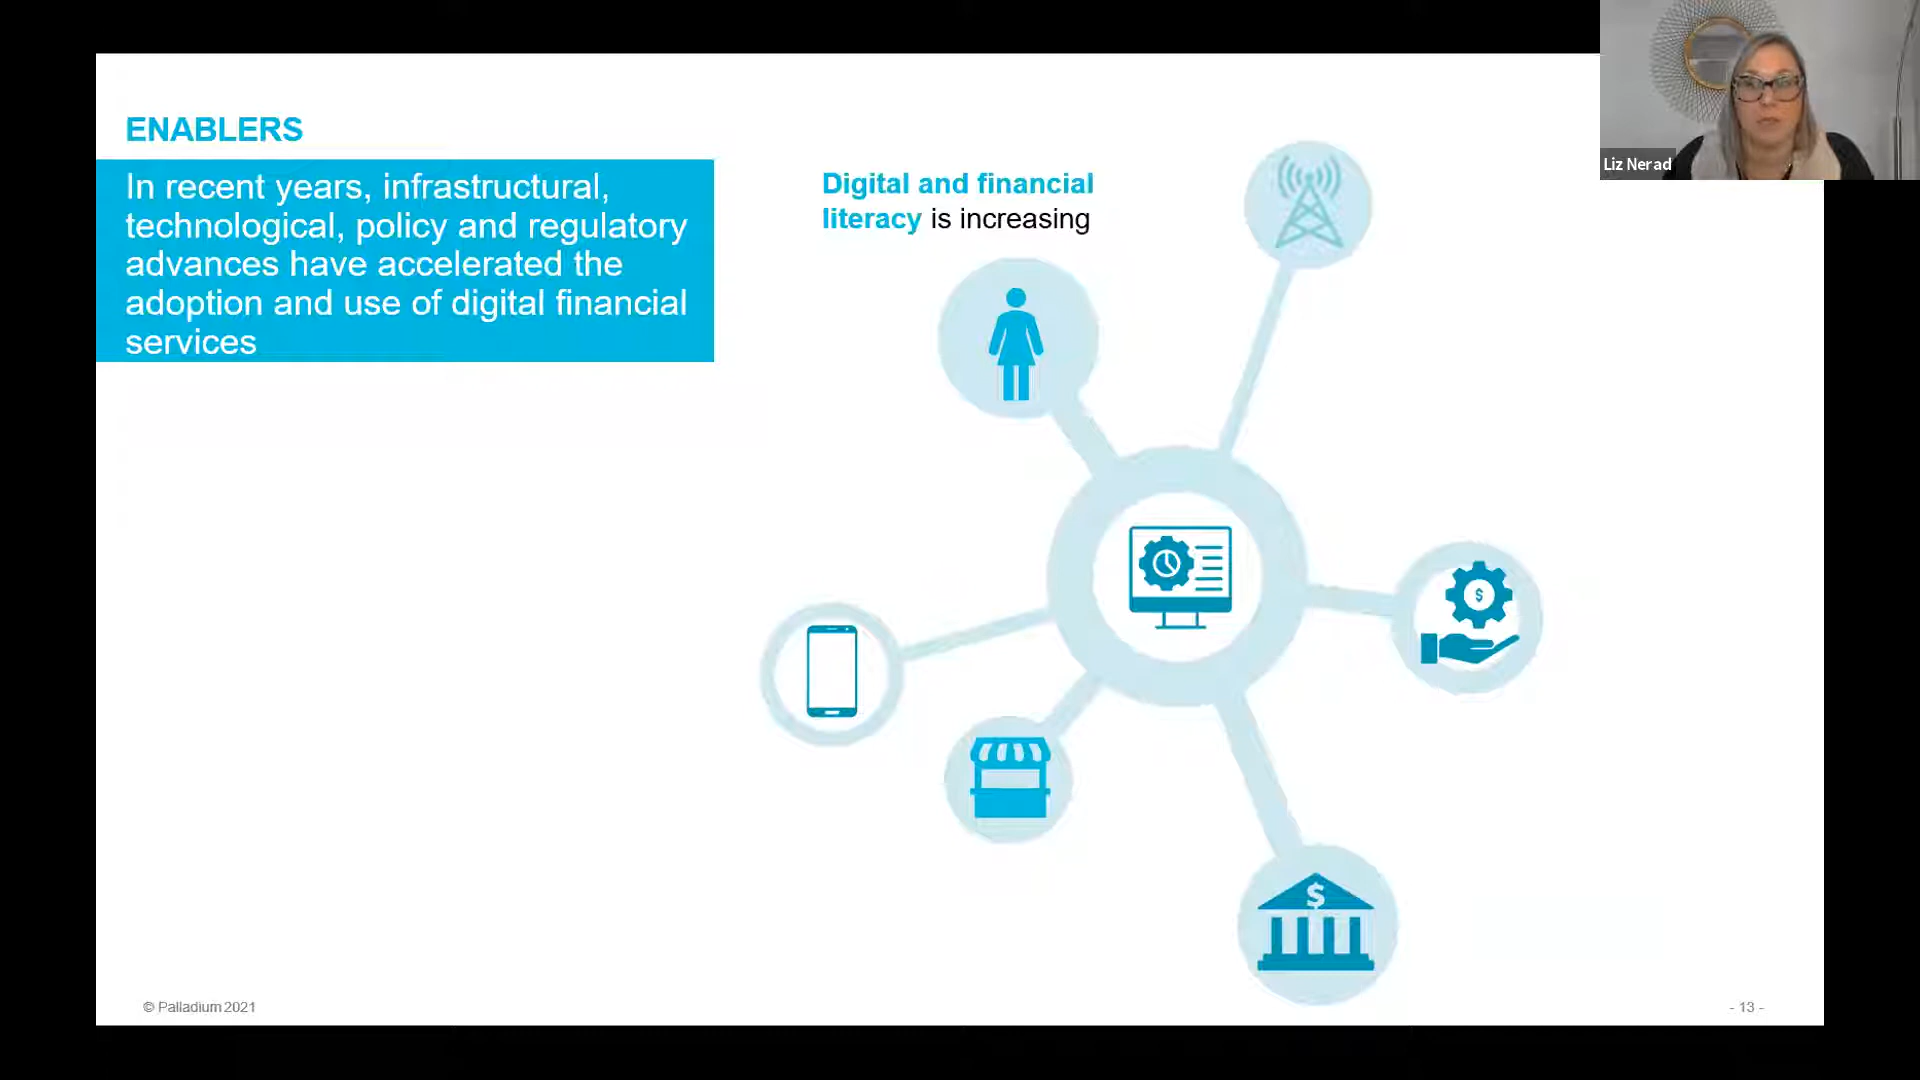 ENABLERS
In recent years, infrastructural,
technological, policy and regulatory
advances have accelerated the
adoption and use of digital financial
services
Digital and financial
literacy is increasing
$
$
© Palladium 2021
- 13 -
Liz Nerad